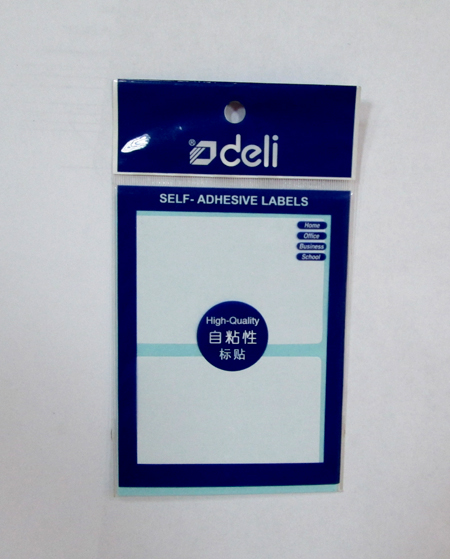 ® deli
SELF- ADHESIVE LABELS
Home
Office
Business
School
High-Quality
自粘性
标贴